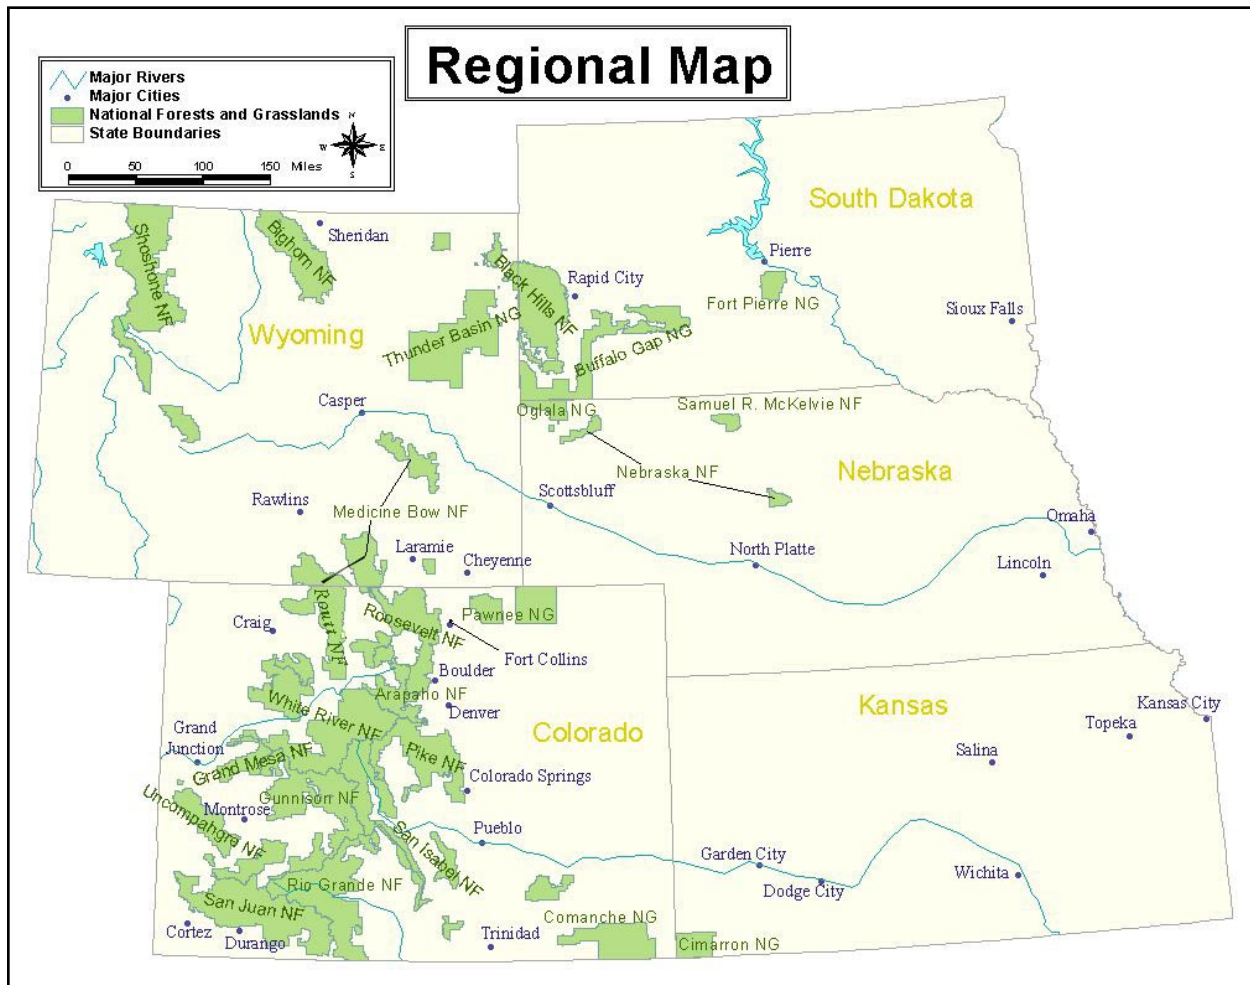 Regional Map
Major Rivers
Major Cities
National Forests and Grasslands
State Boundaries
N
W
E
S
0
50
100
150
Miles
South Dakota
Shoshone NF
Bighorn NF
Sheridan
Pierre
Black Hills NF
Rapid City
Fort Pierre NG
Sioux Falls
Wyoming
Thunder Basin NG
Buffalo Gap NG
Casper
Oglala NG
Samuel R. McKelvie NF
Nebraska NF
Nebraska
Rawlins
Medicine Bow NF
Scottsbluff
Omaha
Laramie
Cheyenne
North Platte
Lincoln
Routt NF
Roosevelt NF
Pawnee NG
Craig
Fort Collins
Boulder
Arapaho NF
White River NF
Denver
Grand
Junction
Colorado
Kansas
Kansas City
Topeka
Salina
Grand Mesa NF
Pike NF
Colorado Springs
Gunnison NF
Uncompahgre NF
Montrose
San Isabel NF
Pueblo
Garden City
Dodge City
Wichita
Rio Grande NF
San Juan NF
Comanche NG
Cortez
Durango
Trinidad
Cimarron NG